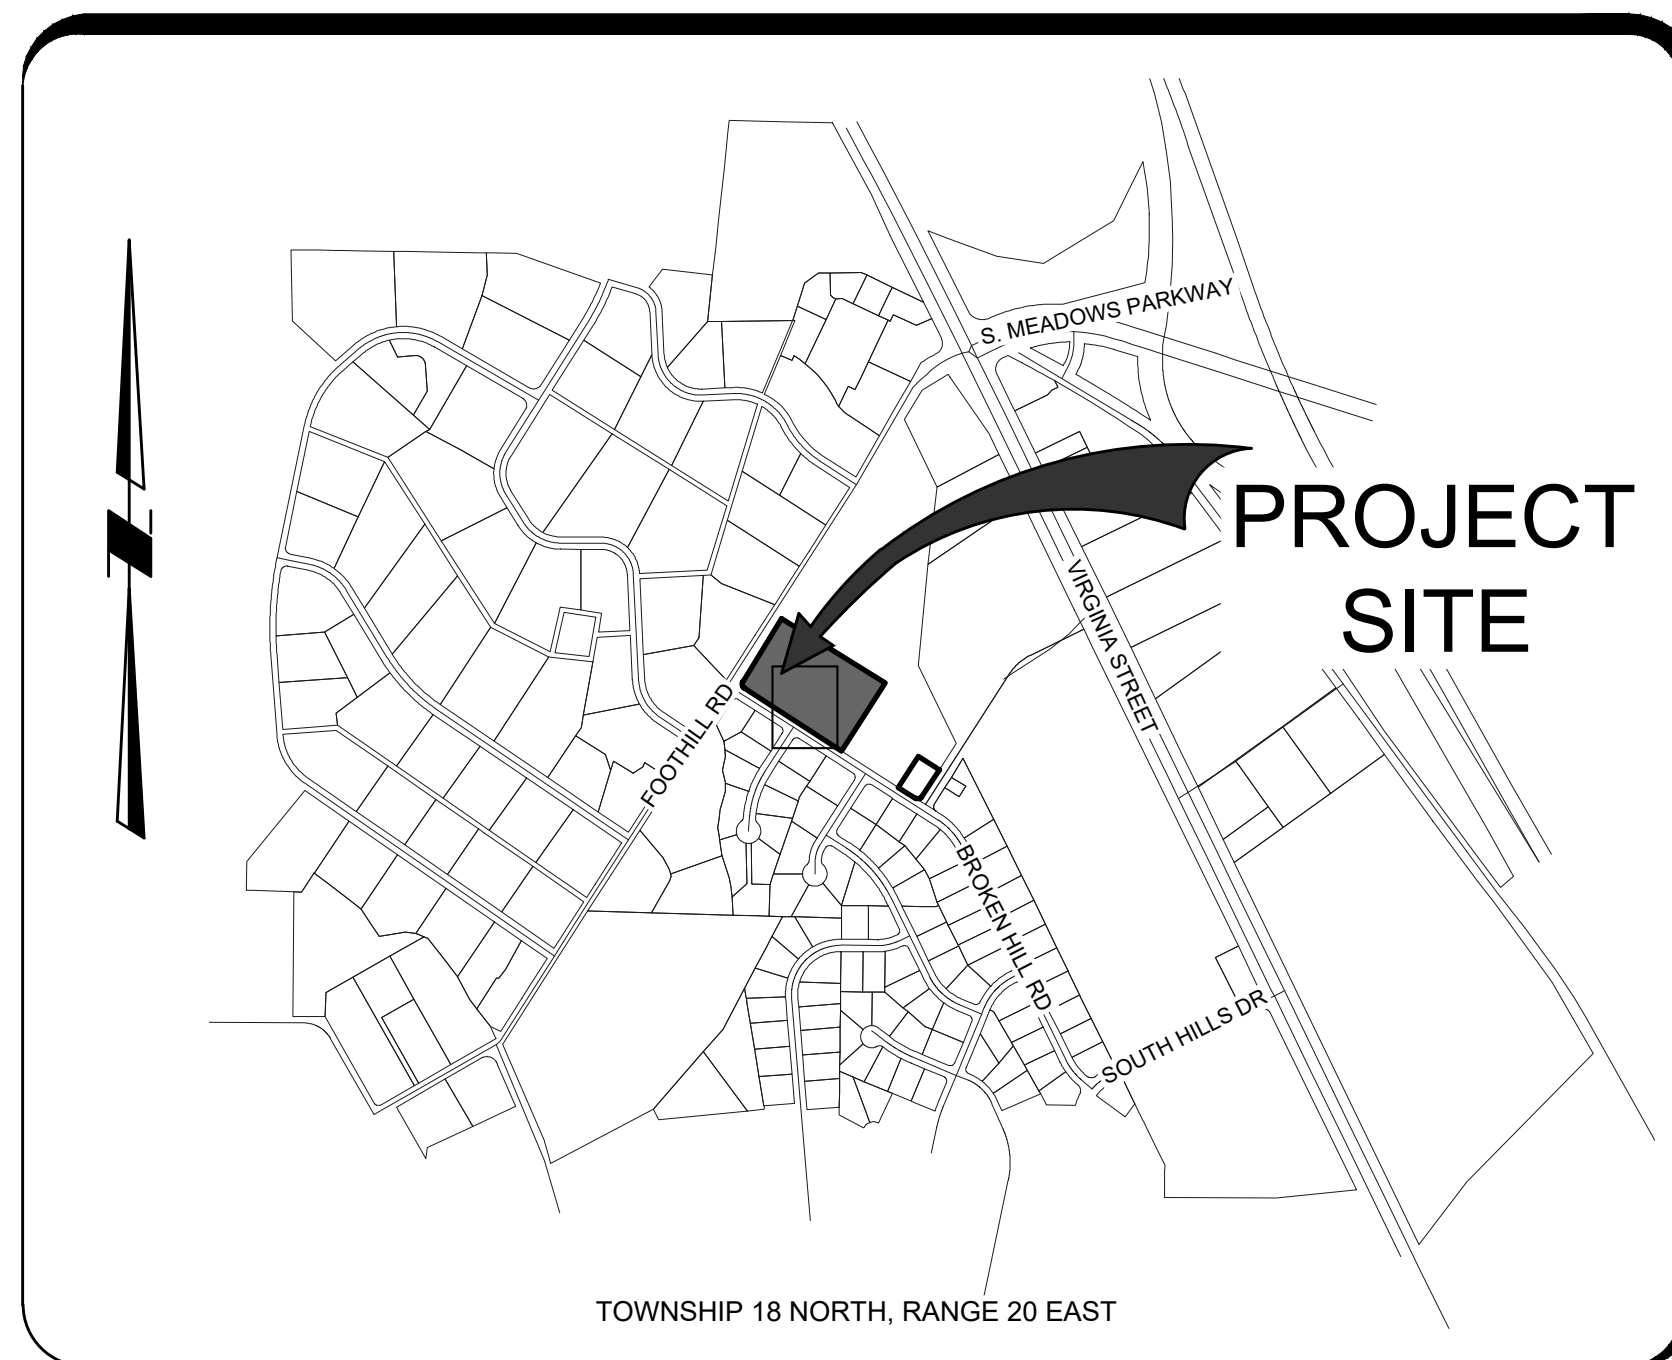 S. MEADOWS PARKWAY
PROJECT
SITE
VIRGINIA STREET
FOOTHILL RD
BROKEN HILL RD
SOUTH HILLS DR
N
TOWNSHIP 18 NORTH, RANGE 20 EAST